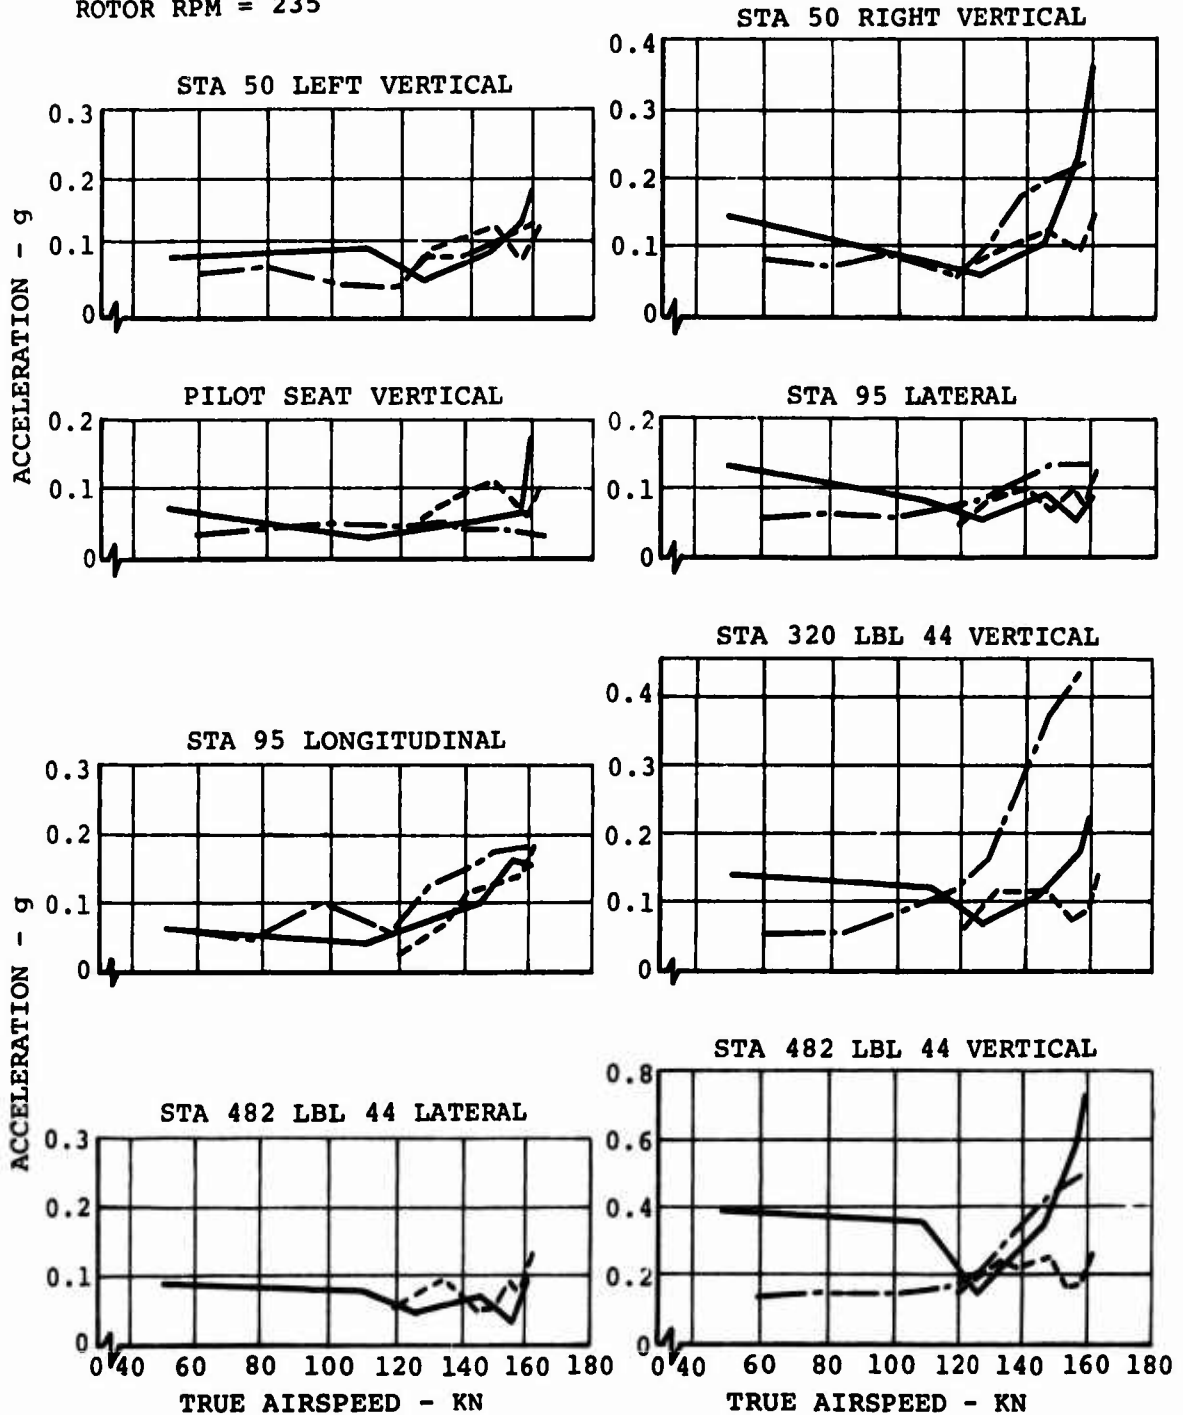 ROTOR RPM = 235
STA 50 LEFT VERTICAL
0.3
0.2
0.1
0
STA 50 RIGHT VERTICAL
0.4
0.3
0.2
0.1
0
ACCELERATION - g
PILOT SEAT VERTICAL
0.2
0.1
0
STA 95 LATERAL
0.2
0.1
0
STA 95 LONGITUDINAL
0.3
0.2
0.1
0
STA 320 LBL 44 VERTICAL
0.4
0.3
0.2
0.1
0
ACCELERATION - g
STA 482 LBL 44 LATERAL
0.3
0.2
0.1
0
0 40 60 80 100 120 140 160 180
TRUE AIRSPEED - KN
STA 482 LBL 44 VERTICAL
0.8
0.6
0.4
0.2
0
0 40 60 80 100 120 140 160 180
TRUE AIRSPEED - KN